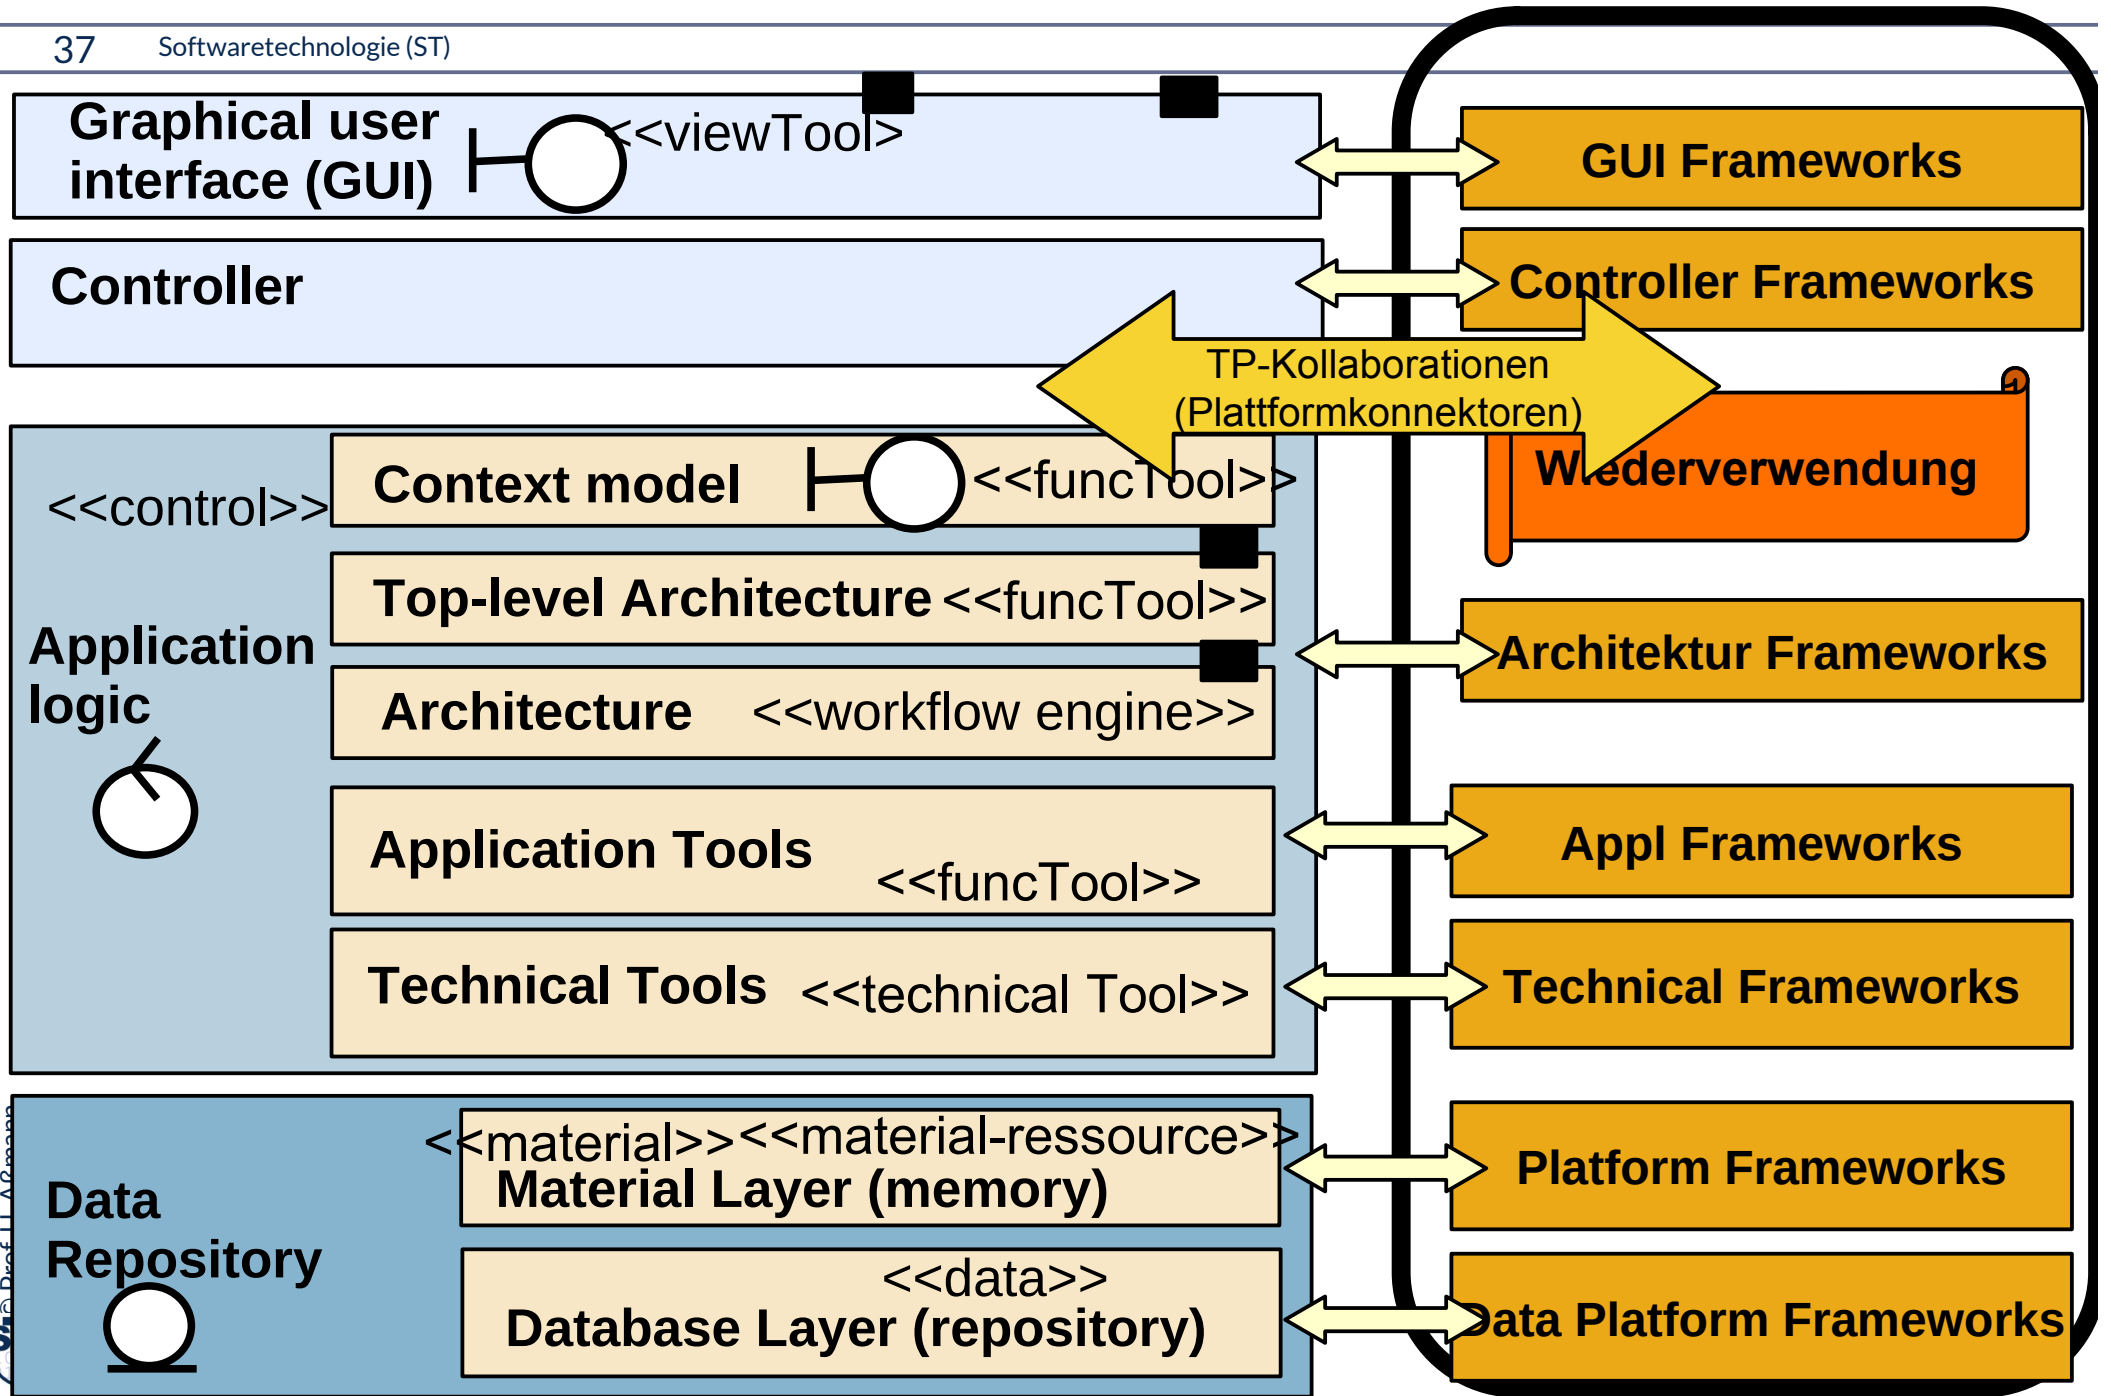 37 Softwaretechnologie (ST)
Graphical user
interface (GUI)
<<viewTool>
GUI Frameworks
Controller
Controller Frameworks
TP-Kollaborationen
(Plattformkonnektoren)
Wiederverwendung
<<control>>
Context model
<<funcTool>>
Top-level Architecture <<funcTool>>
Application
logic
Architektur Frameworks
Architecture <<workflow engine>>
Application Tools
<<funcTool>>
Appl Frameworks
Technical Tools <<technical Tool>>
Technical Frameworks
Data
Repository
<<material>> <<material-ressource>>
Material Layer (memory)
Platform Frameworks
<<data>>
Database Layer (repository)
Data Platform Frameworks
© Prof. U. Aßmann